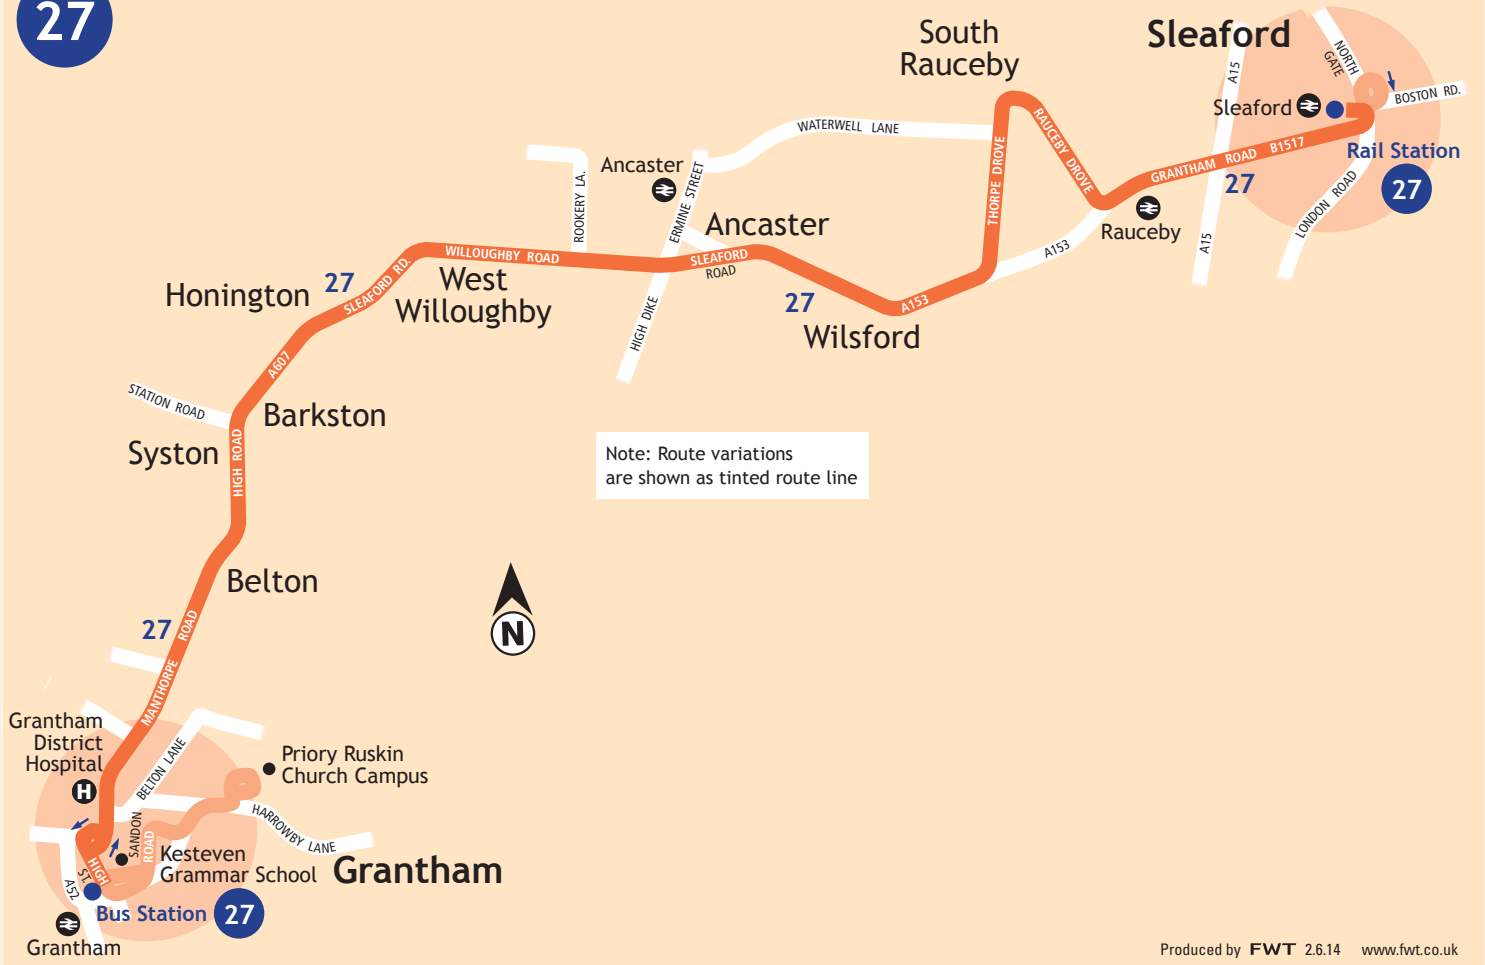 27
South
Rauceby
Sleaford
NORTH
GATE
A15
Sleaford
BOSTON RD.
WATERWELL LANE
THORPE DROVE
RAUCEBY DROVE
GRANTHAM ROAD B1517
Rail Station
27
27
LONDON ROAD
A15
Rauceby
A153
ROOKERY LA.
Ancaster
ERMINE STREET
Ancaster
WILLOUGHBY ROAD
SLEAFORD
ROAD
West
Willoughby
HIGH DIKE
27
A153
Wilsford
Honington
27
SLEAFORD RD.
A607
STATION ROAD
Barkston
Syston
HIGH ROAD
Note: Route variations
are shown as tinted route line
Belton
N
27
MANTHORPE ROAD
Grantham
District
Hospital
H
BELTON LANE
Priory Ruskin
Church Campus
HARROWBY LANE
SANDON
ROAD
Kesteven
Grammar School
Grantham
HIGH
ST.
A52
Bus Station
27
Grantham
Produced by FWT 2.6.14 www.fwt.co.uk